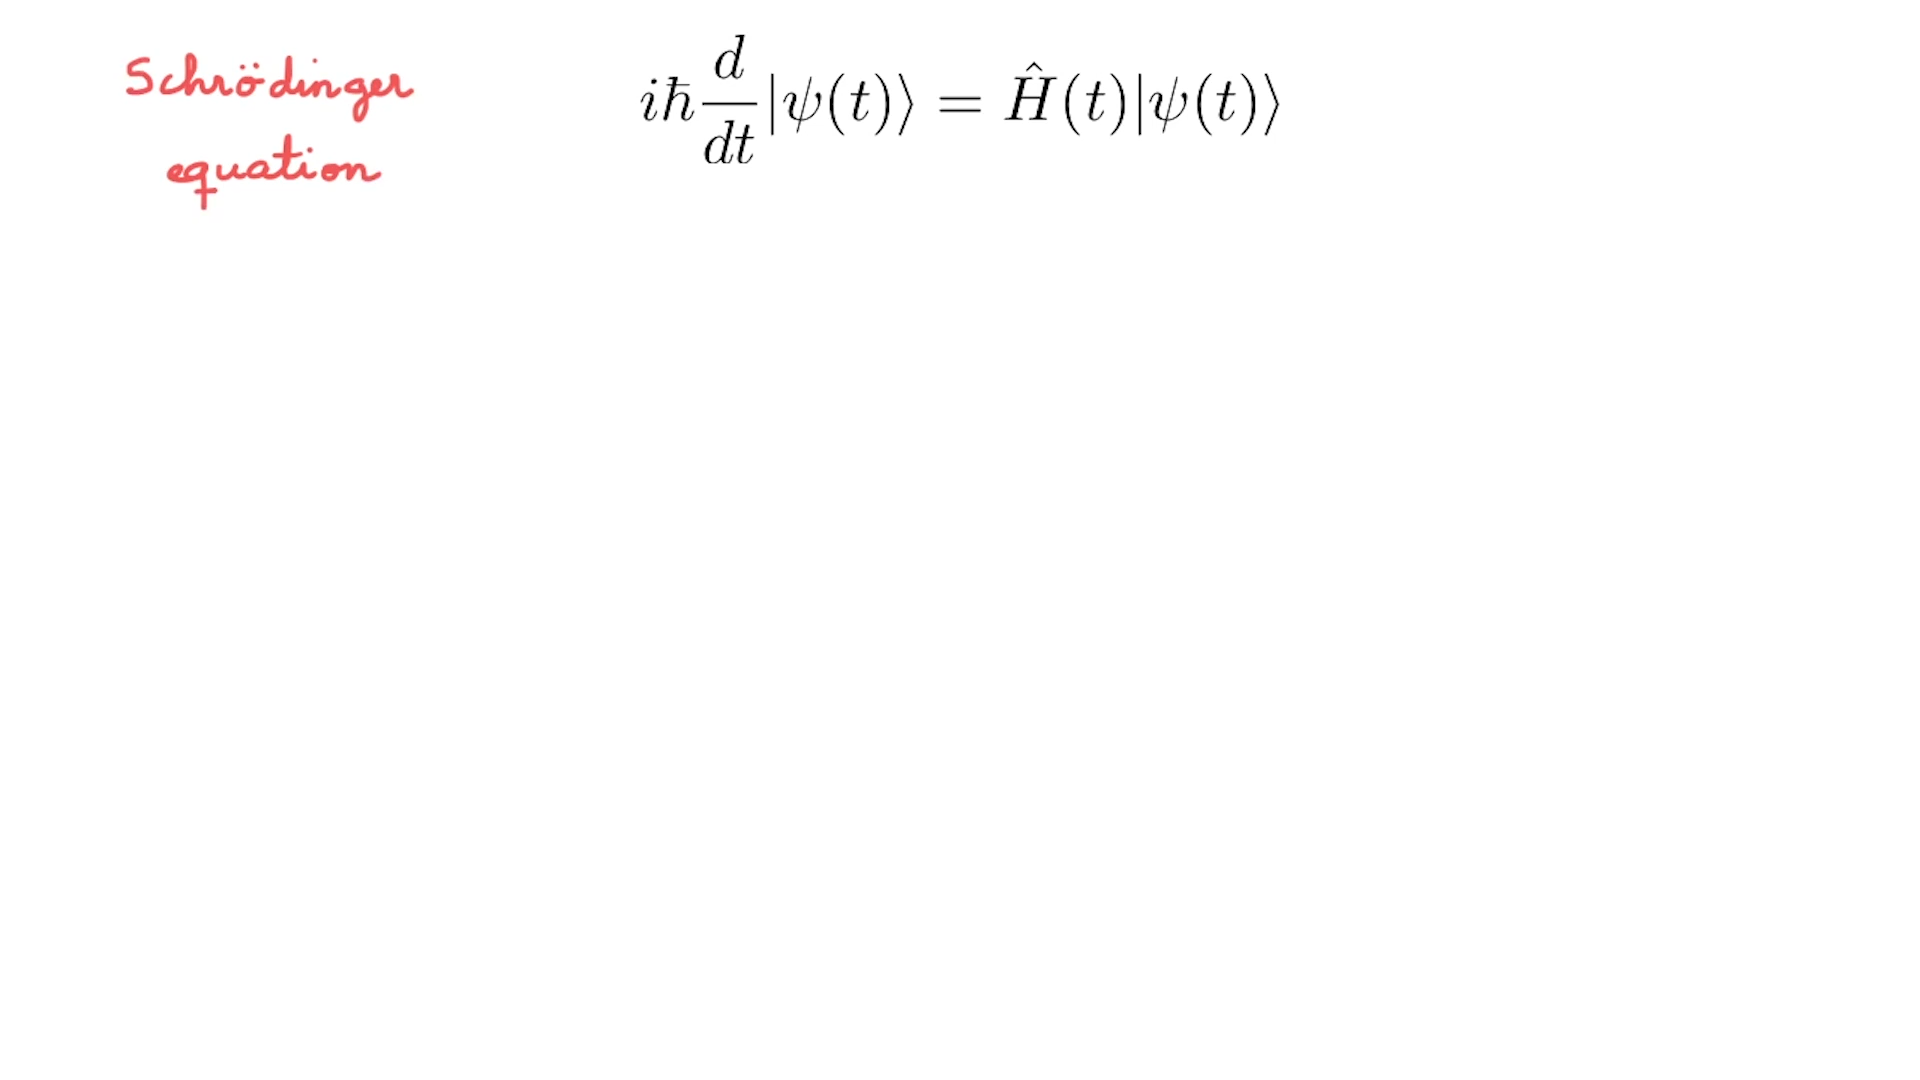 Schrödinger
equation
iħ d/dt |ψ(t)⟩ = Ĥ(t)|ψ(t)⟩